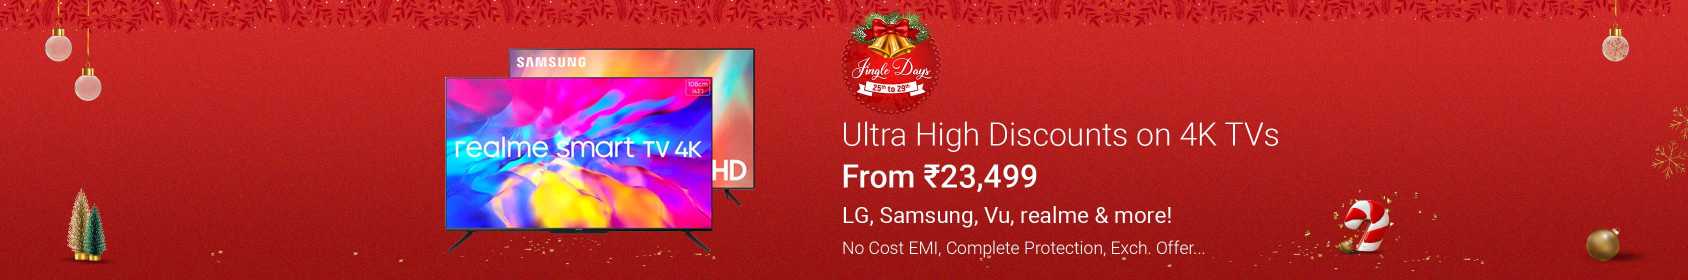 SAMSUNG
108cm
(43")
realme smart TV 4K
HD
Jingle Days
25th to 29th
Ultra High Discounts on 4K TVs
From ₹23,499
LG, Samsung, Vu, realme & more!
No Cost EMI, Complete Protection, Exch. Offer...